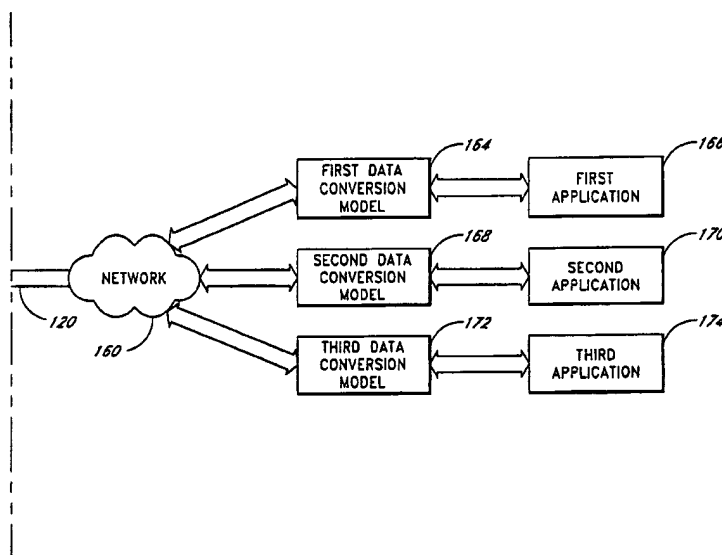 164
166
FIRST DATA
CONVERSION
MODEL
FIRST
APPLICATION
168
170
NETWORK
SECOND DATA
CONVERSION
MODEL
SECOND
APPLICATION
120
160
172
174
THIRD DATA
CONVERSION
MODEL
THIRD
APPLICATION